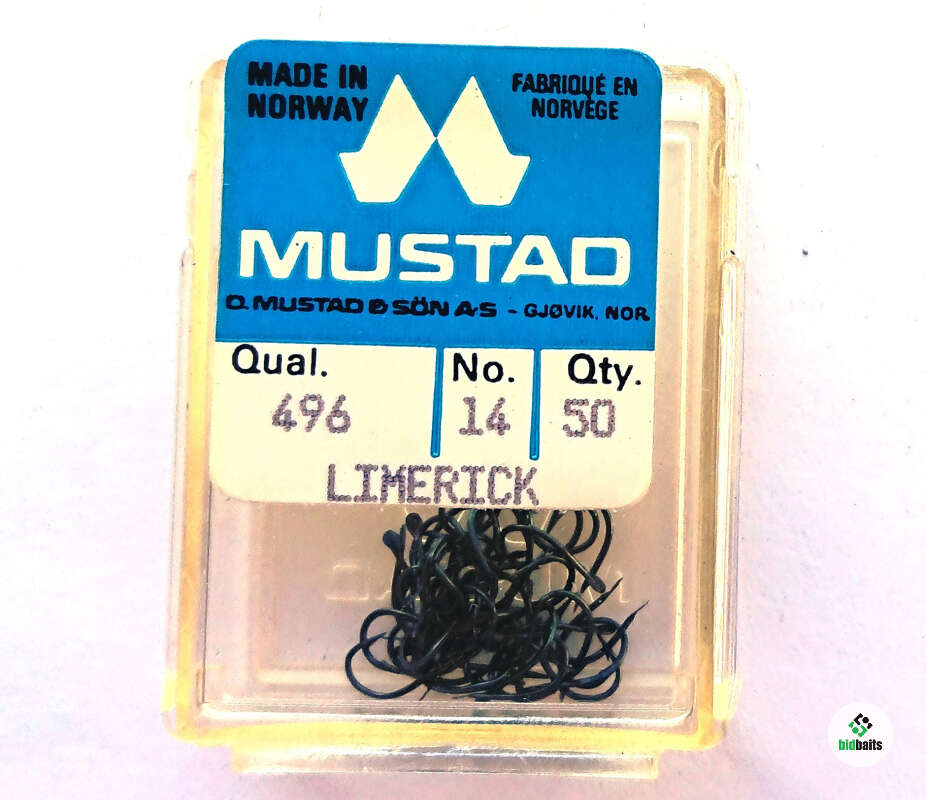 MADE IN
NORWAY
FABRIQUÉ EN
NORVÈGE
MUSTAD
O. MUSTAD & SÖN A·S - GJØVIK, NOR.
Qual. No. Qty.
496 14 50
LIMERICK
bidbaits